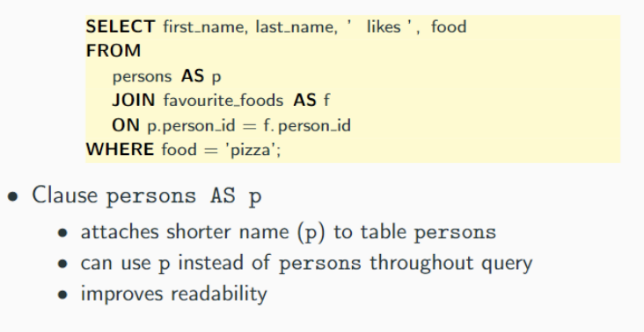 SELECT first_name, last_name, ' likes ', food
FROM
persons AS p
JOIN favourite_foods AS f
ON p.person_id = f.person_id
WHERE food = 'pizza';
• Clause persons AS p
• attaches shorter name (p) to table persons
• can use p instead of persons throughout query
• improves readability